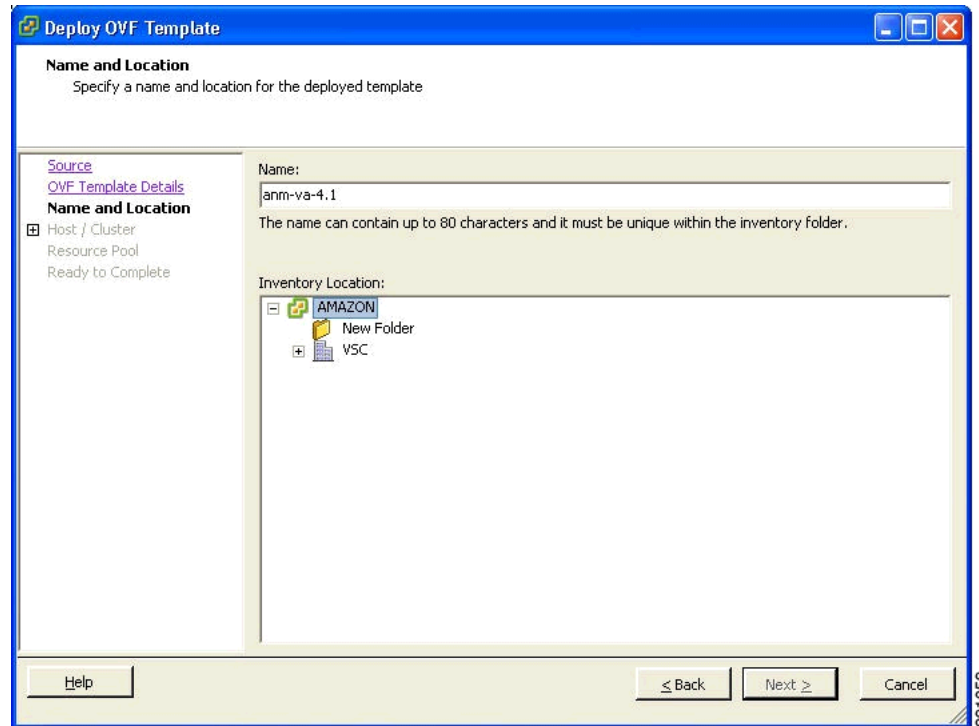 Deploy OVF Template
Name and Location
Specify a name and location for the deployed template
Source
OVF Template Details
Name and Location
Host / Cluster
Resource Pool
Ready to Complete
Name:
anm-va-4.1
The name can contain up to 80 characters and it must be unique within the inventory folder.
Inventory Location:
AMAZON
New Folder
VSC
Help
< Back
Next >
Cancel